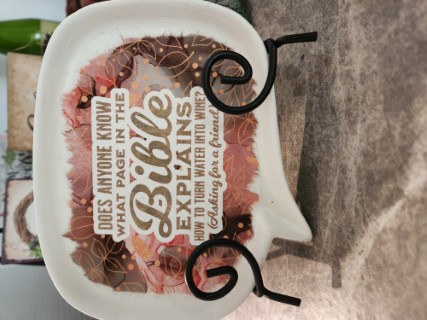 DOES ANYONE KNOW
WHAT PAGE IN THE
Bible
EXPLAINS
HOW TO TURN WATER INTO WINE?
(Asking for a friend)